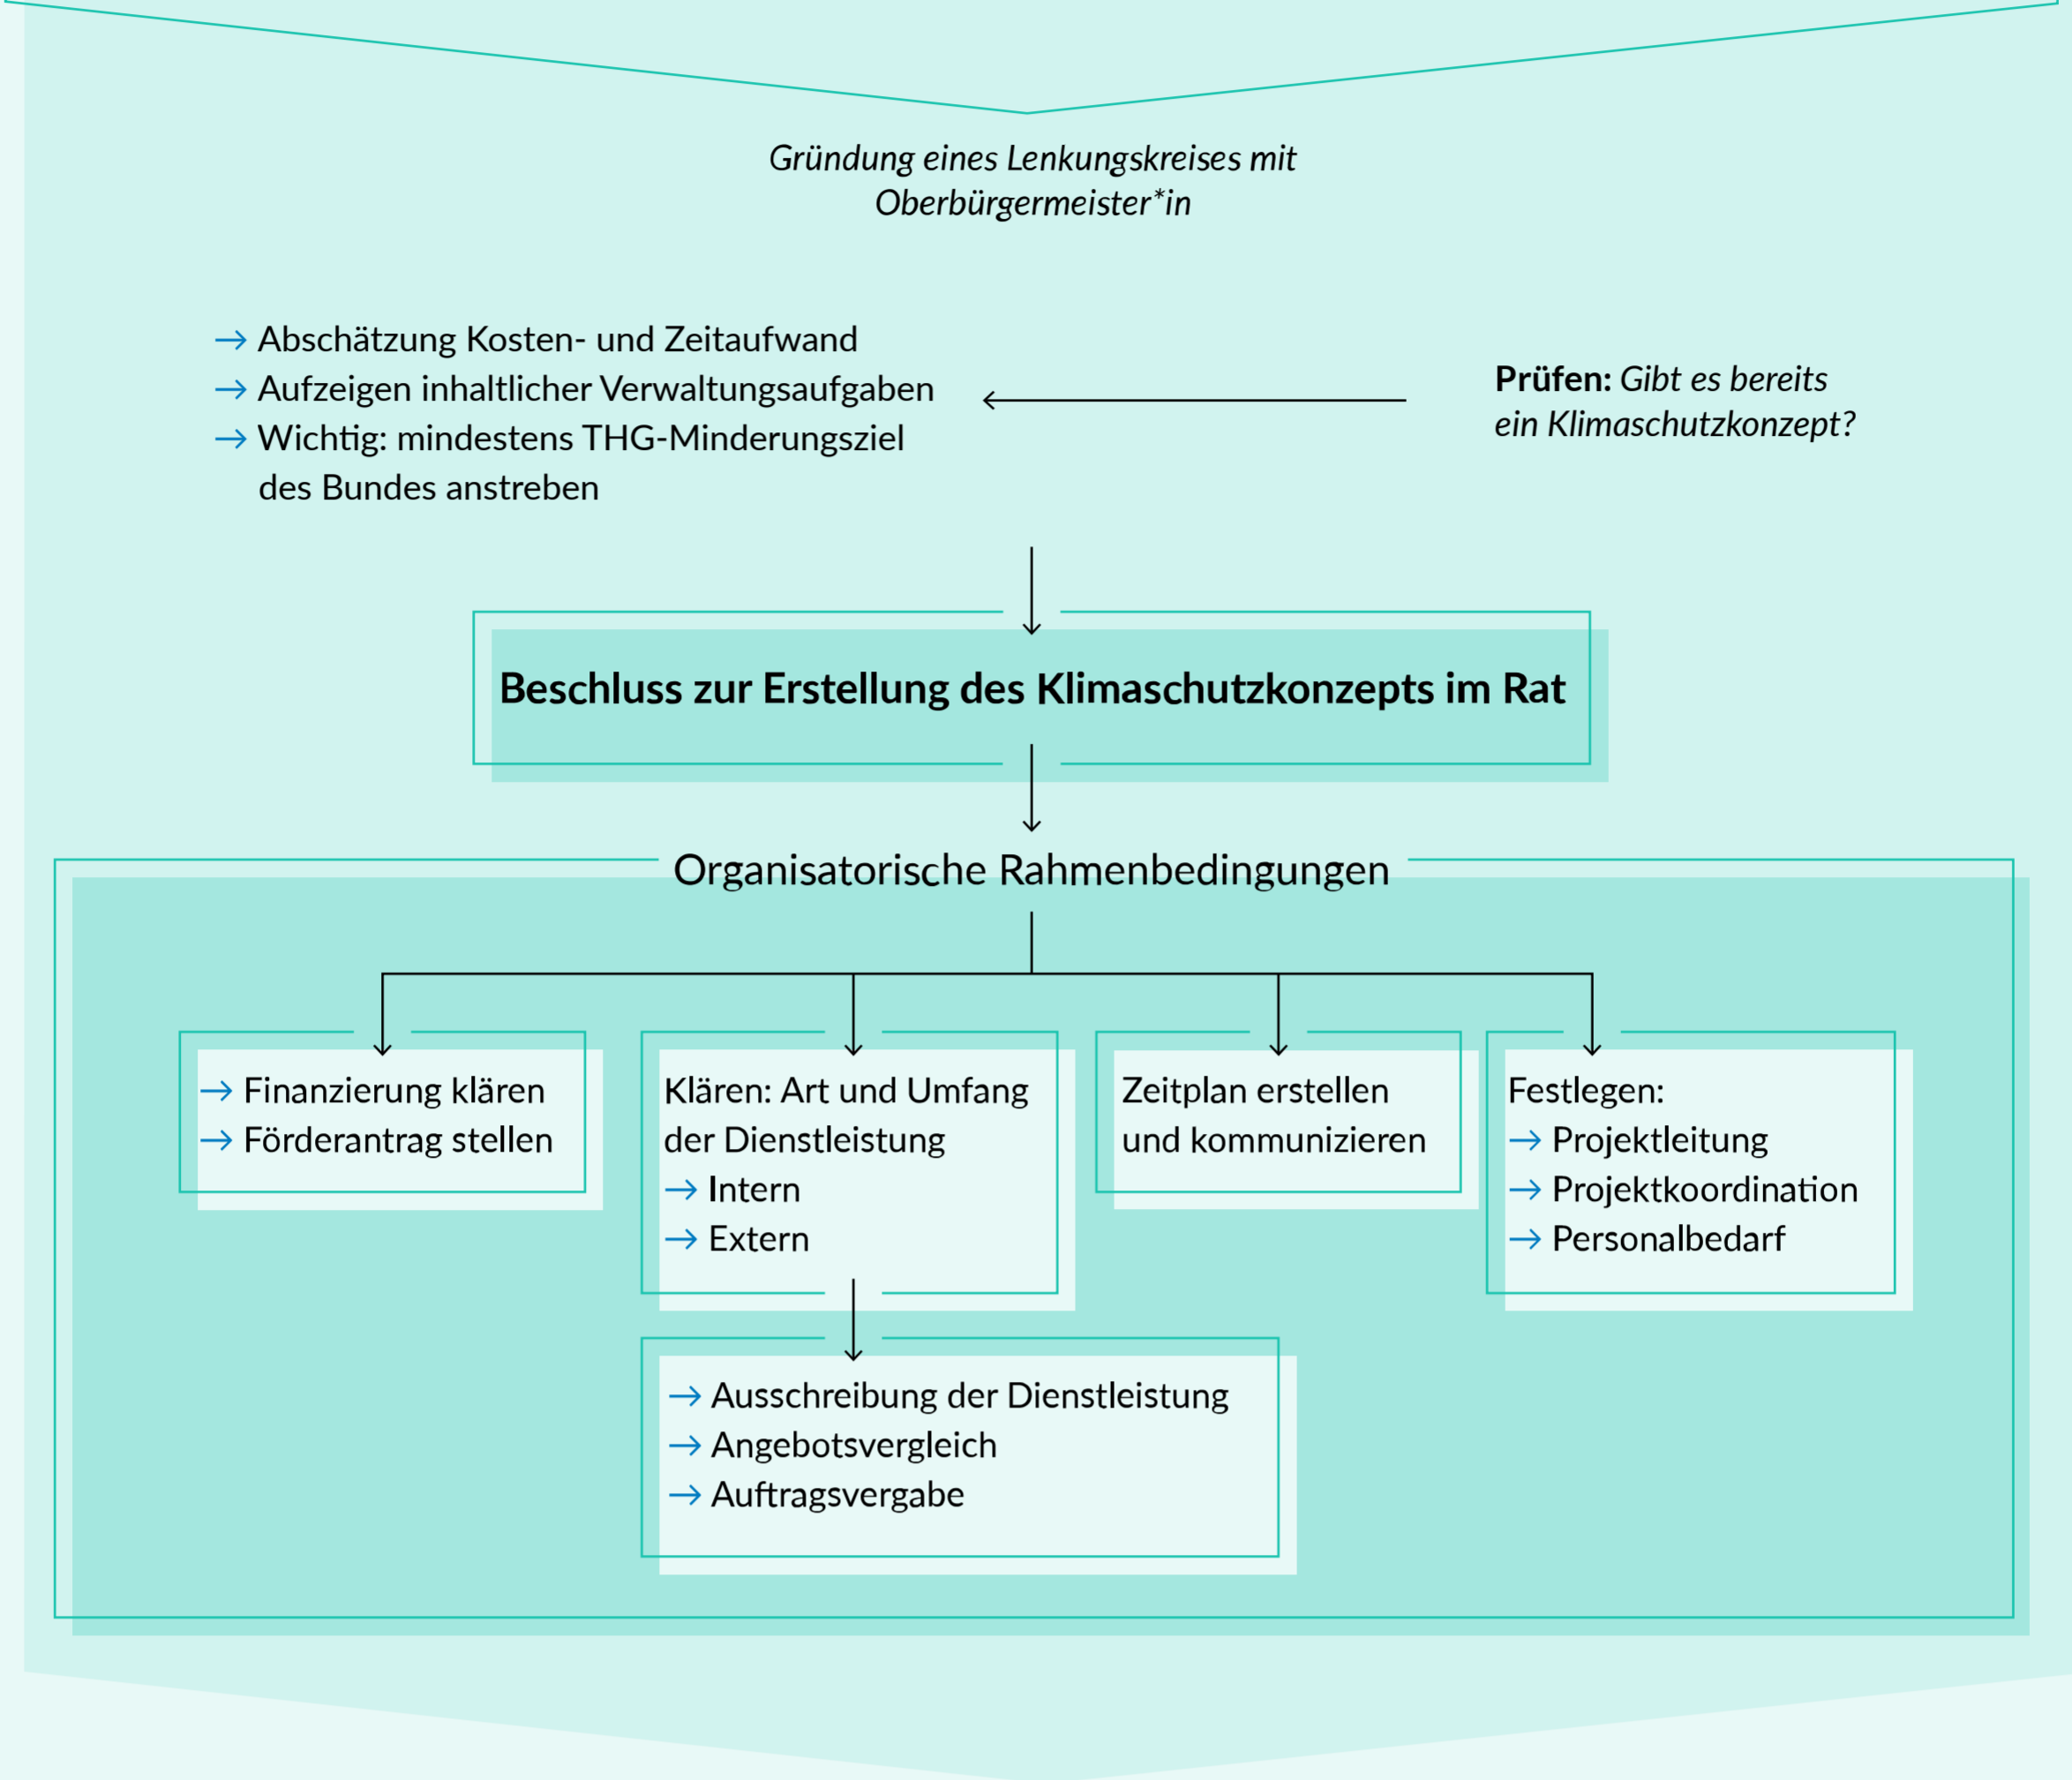 Gründung eines Lenkungskreises mit
Oberbürgermeister*in
→ Abschätzung Kosten- und Zeitaufwand
→ Aufzeigen inhaltlicher Verwaltungsaufgaben
→ Wichtig: mindestens THG-Minderungsziel
des Bundes anstreben
Prüfen: Gibt es bereits
ein Klimaschutzkonzept?
Beschluss zur Erstellung des Klimaschutzkonzepts im Rat
Organisatorische Rahmenbedingungen
→ Finanzierung klären
→ Förderantrag stellen
Klären: Art und Umfang
der Dienstleistung
→ Intern
→ Extern
Zeitplan erstellen
und kommunizieren
Festlegen:
→ Projektleitung
→ Projektkoordination
→ Personalbedarf
→ Ausschreibung der Dienstleistung
→ Angebotsvergleich
→ Auftragsvergabe